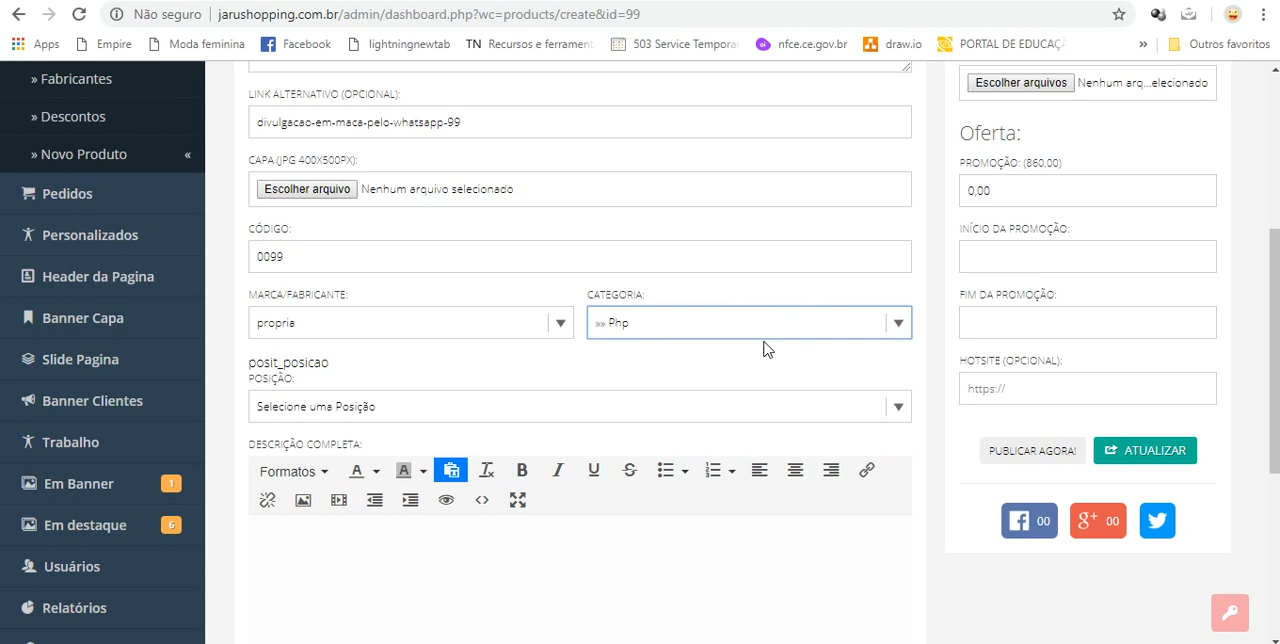 Não seguro
jarushopping.com.br/admin/dashboard.php?wc=products/create&id=99
Apps
Empire
Moda feminina
Facebook
lightningnewtab
TN Recursos e ferrament
503 Service Tempora
nfce.ce.gov.br
draw.io
PORTAL DE EDUCAÇ
»
Outros favoritos
» Fabricantes
» Descontos
» Novo Produto «
Pedidos
Personalizados
Header da Pagina
Banner Capa
Slide Pagina
Banner Clientes
Trabalho
Em Banner 1
Em destaque 6
Usuários
Relatórios
LINK ALTERNATIVO (OPCIONAL):
divulgacao-em-maca-pelo-whatsapp-99
CAPA (JPG 400X500PX):
Escolher arquivo Nenhum arquivo selecionado
CÓDIGO:
0099
MARCA/FABRICANTE:
propria
CATEGORIA:
»» Php
posit_posicao
POSIÇÃO:
Selecione uma Posição
DESCRIÇÃO COMPLETA:
Formatos
Escolher arquivos Nenhum arq...elecionado
Oferta:
PROMOÇÃO: (860,00)
0,00
INÍCIO DA PROMOÇÃO:
FIM DA PROMOÇÃO:
HOTSITE (OPCIONAL):
https://
PUBLICAR AGORA!
ATUALIZAR
00
g+ 00